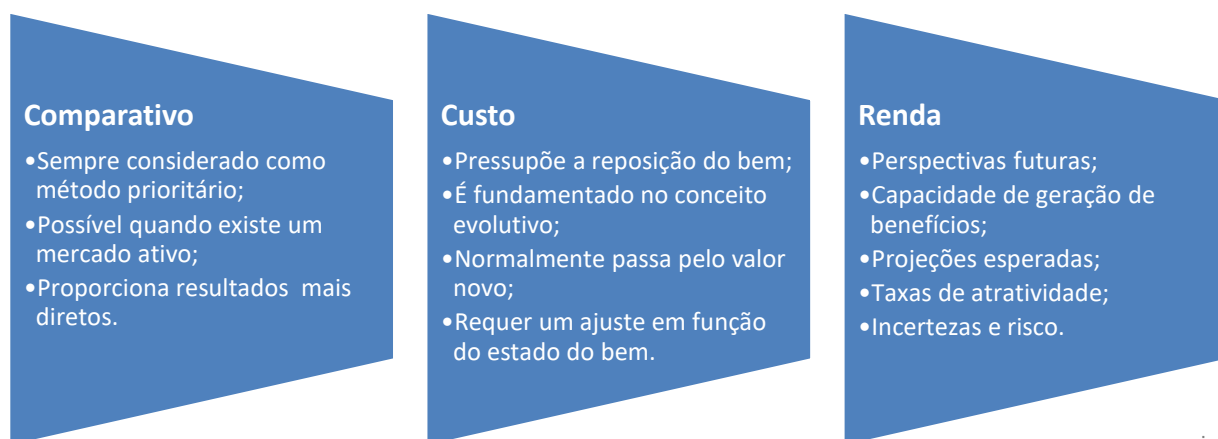 Comparativo
•Sempre considerado como
método prioritário;
•Possível quando existe um
mercado ativo;
•Proporciona resultados mais
diretos.
Custo
•Pressupõe a reposição do bem;
•É fundamentado no conceito
evolutivo;
•Normalmente passa pelo valor
novo;
•Requer um ajuste em função
do estado do bem.
Renda
•Perspectivas futuras;
•Capacidade de geração de
benefícios;
•Projeções esperadas;
•Taxas de atratividade;
•Incertezas e risco.